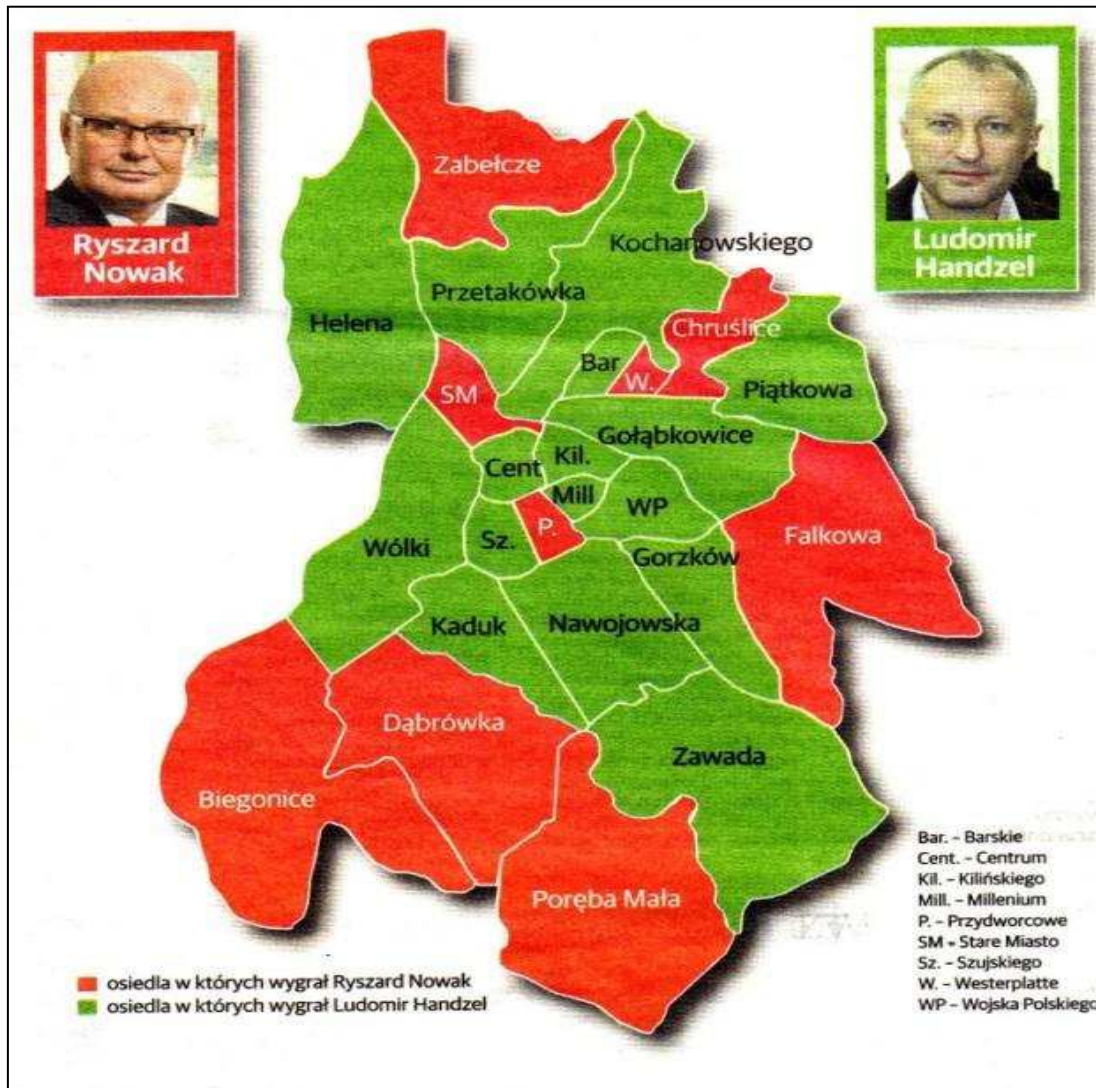 Ryszard
Nowak
Ludomir
Handzel
Zabełcze
Kochanowskiego
Przetakówka
Helena
Chruślice
Bar
W.
Piątkowa
SM
Gołąbkowice
Cent
Kil.
Mill
WP
P.
Sz.
Falkowa
Wólki
Gorzków
Kaduk
Nawojowska
Dąbrówka
Zawada
Biegonice
Poręba Mała
Bar. – Barskie
Cent. – Centrum
Kil. – Kilińskiego
Mill. – Millenium
P. – Przydworcowe
SM – Stare Miasto
Sz. – Szujskiego
W. – Westerplatte
WP – Wojska Polskiego
osiedla w których wygrał Ryszard Nowak
osiedla w których wygrał Ludomir Handzel